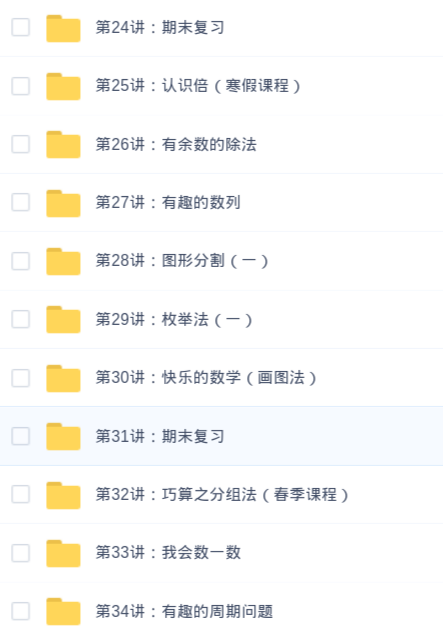 第24讲：期末复习
第25讲：认识倍（寒假课程）
第26讲：有余数的除法
第27讲：有趣的数列
第28讲：图形分割（一）
第29讲：枚举法（一）
第30讲：快乐的数学（画图法）
第31讲：期末复习
第32讲：巧算之分组法（春季课程）
第33讲：我会数一数
第34讲：有趣的周期问题